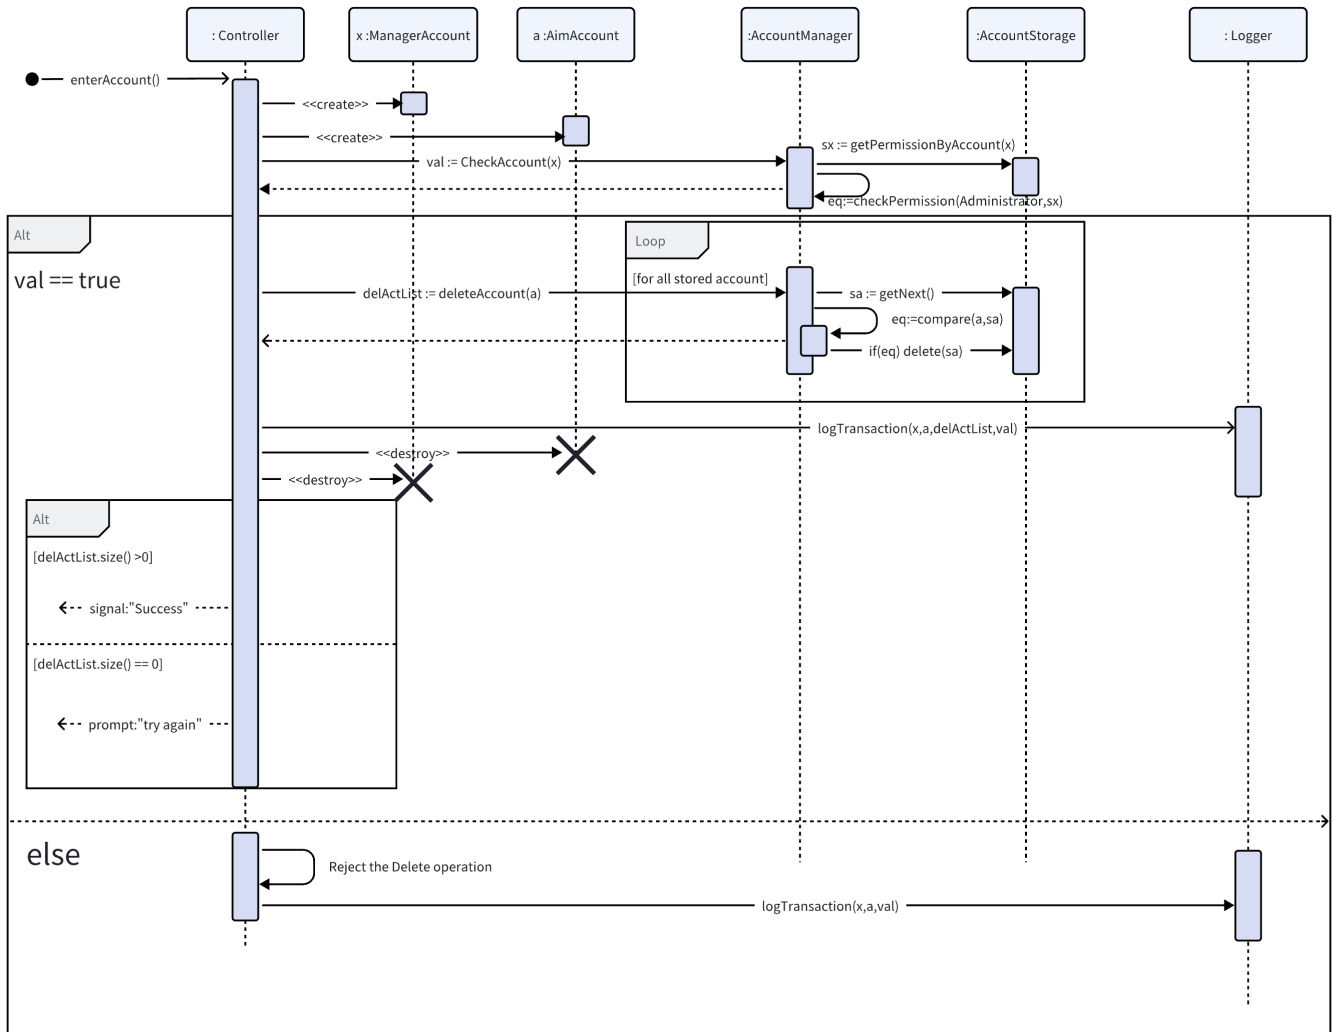 : Controller
x :ManagerAccount
a :AimAccount
:AccountManager
:AccountStorage
: Logger
enterAccount()
<<create>>
<<create>>
val := CheckAccount(x)
sx := getPermissionByAccount(x)
eq:=checkPermission(Administrator,sx)
Alt
val == true
Loop
[for all stored account]
delActList := deleteAccount(a)
sa := getNext()
eq:=compare(a,sa)
if(eq) delete(sa)
logTransaction(x,a,delActList,val)
<<destroy>>
<<destroy>>
Alt
[delActList.size() >0]
signal:"Success"
[delActList.size() == 0]
prompt:"try again"
else
Reject the Delete operation
logTransaction(x,a,val)